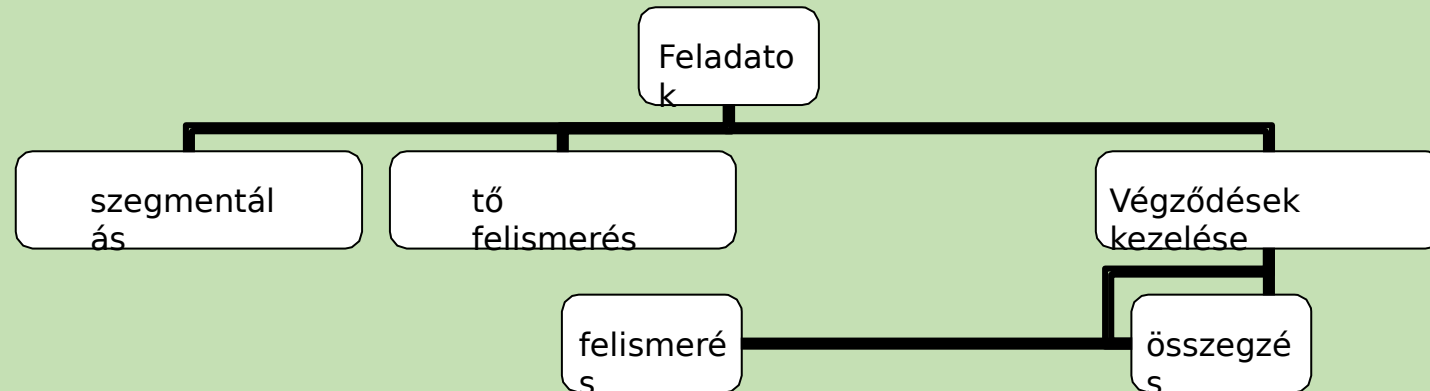 Feladato
k
szegmentál
ás
tő
felismerés
Végződések
kezelése
felismeré
s
összegzé
s